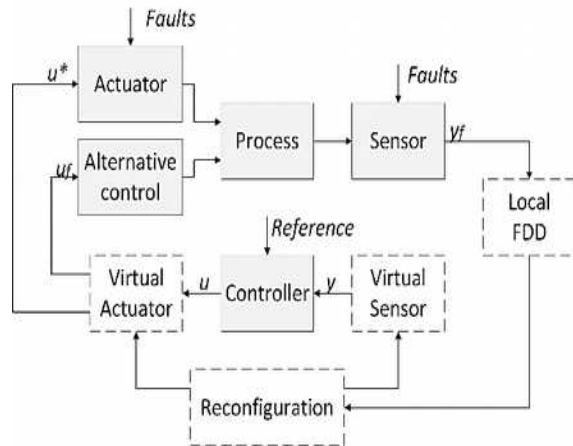 Faults
u*
Actuator
Faults
Process
Sensor
yf
uf
Alternative
control
Local
FDD
Reference
Virtual
Actuator
u
Controller
y
Virtual
Sensor
Reconfiguration